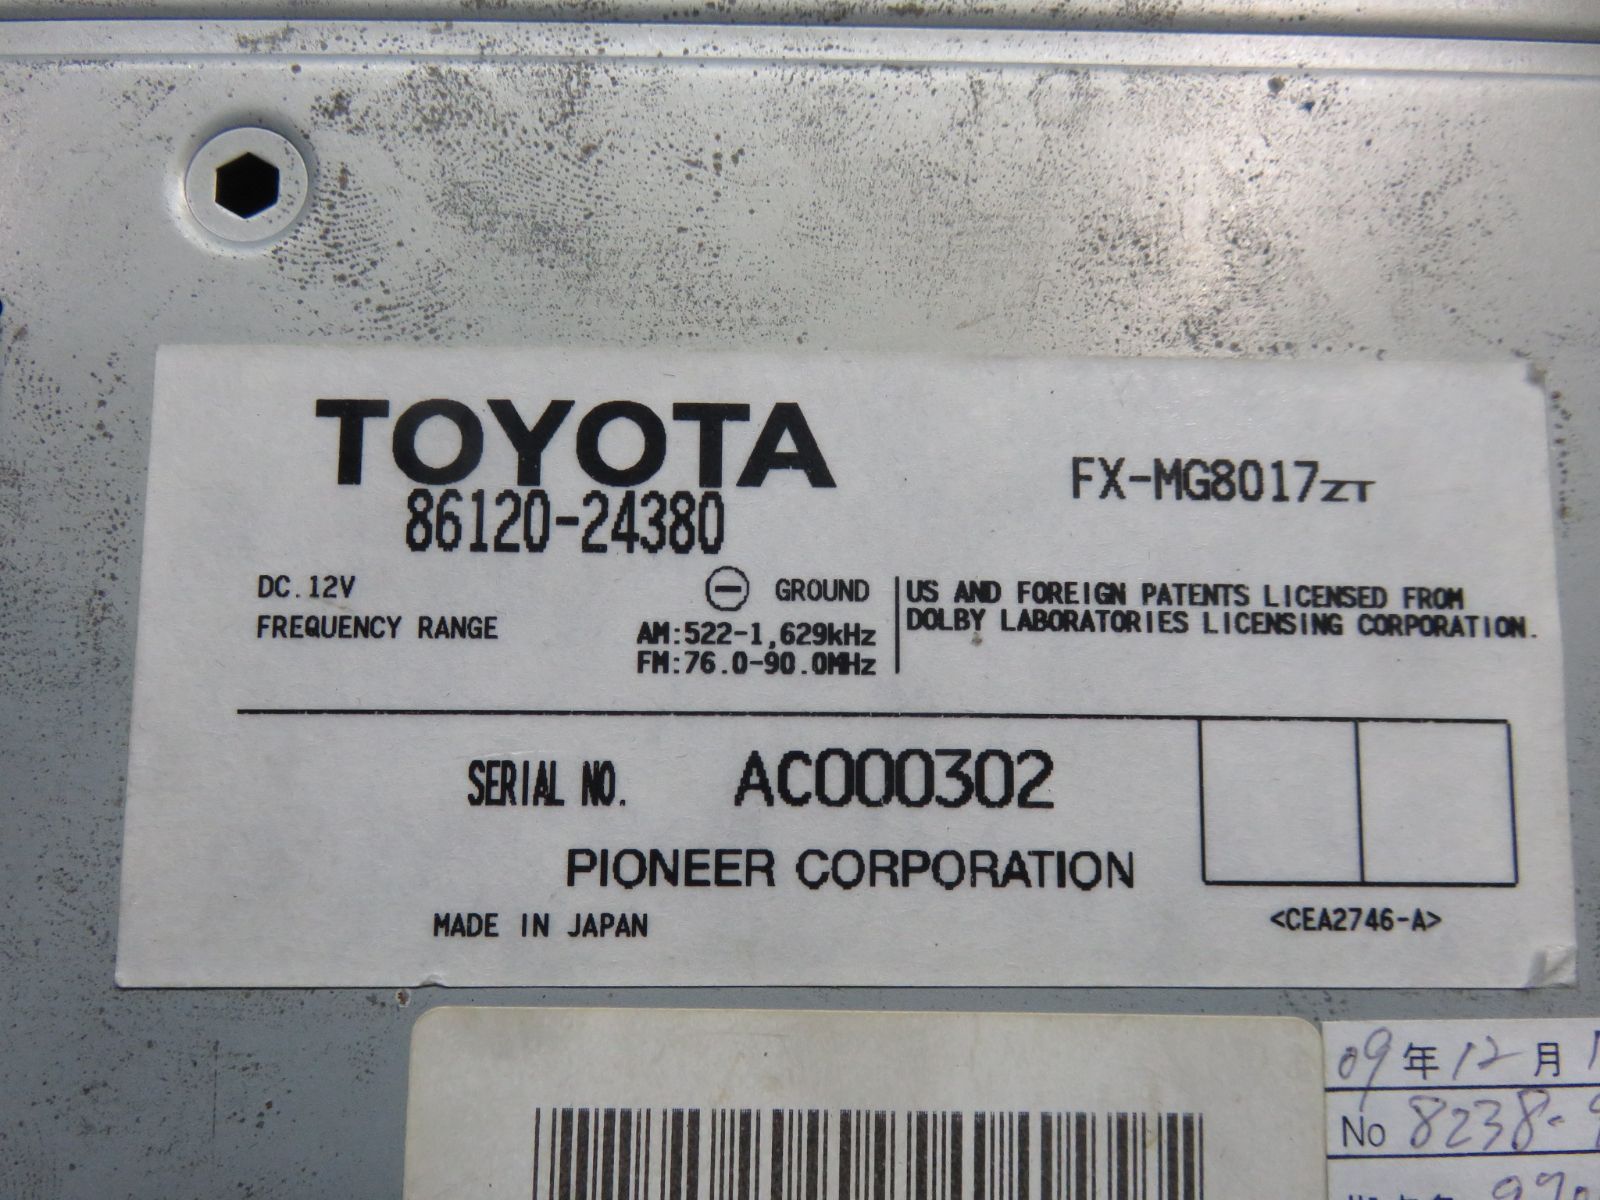 TOYOTA
86120-24380
FX-MG8017ZT
DC.12V
⊖ GROUND
FREQUENCY RANGE
AM:522-1,629kHz
FM:76.0-90.0MHz
US AND FOREIGN PATENTS LICENSED FROM
DOLBY LABORATORIES LICENSING CORPORATION.
SERIAL NO. AC000302
PIONEER CORPORATION
MADE IN JAPAN
<CEA2746-A>
09年12月
No 8238-